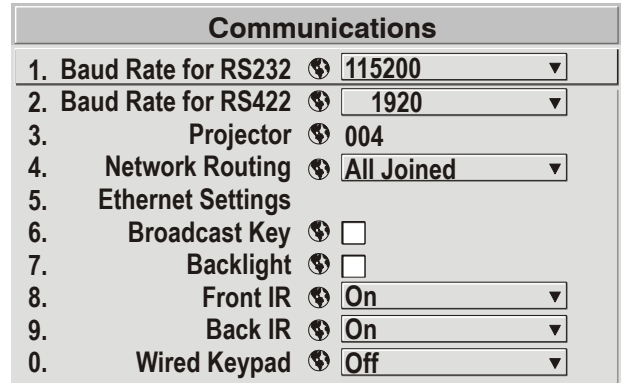 Communications
1. Baud Rate for RS232 115200
2. Baud Rate for RS422 1920
3. Projector 004
4. Network Routing All Joined
5. Ethernet Settings
6. Broadcast Key
7. Backlight
8. Front IR On
9. Back IR On
0. Wired Keypad Off